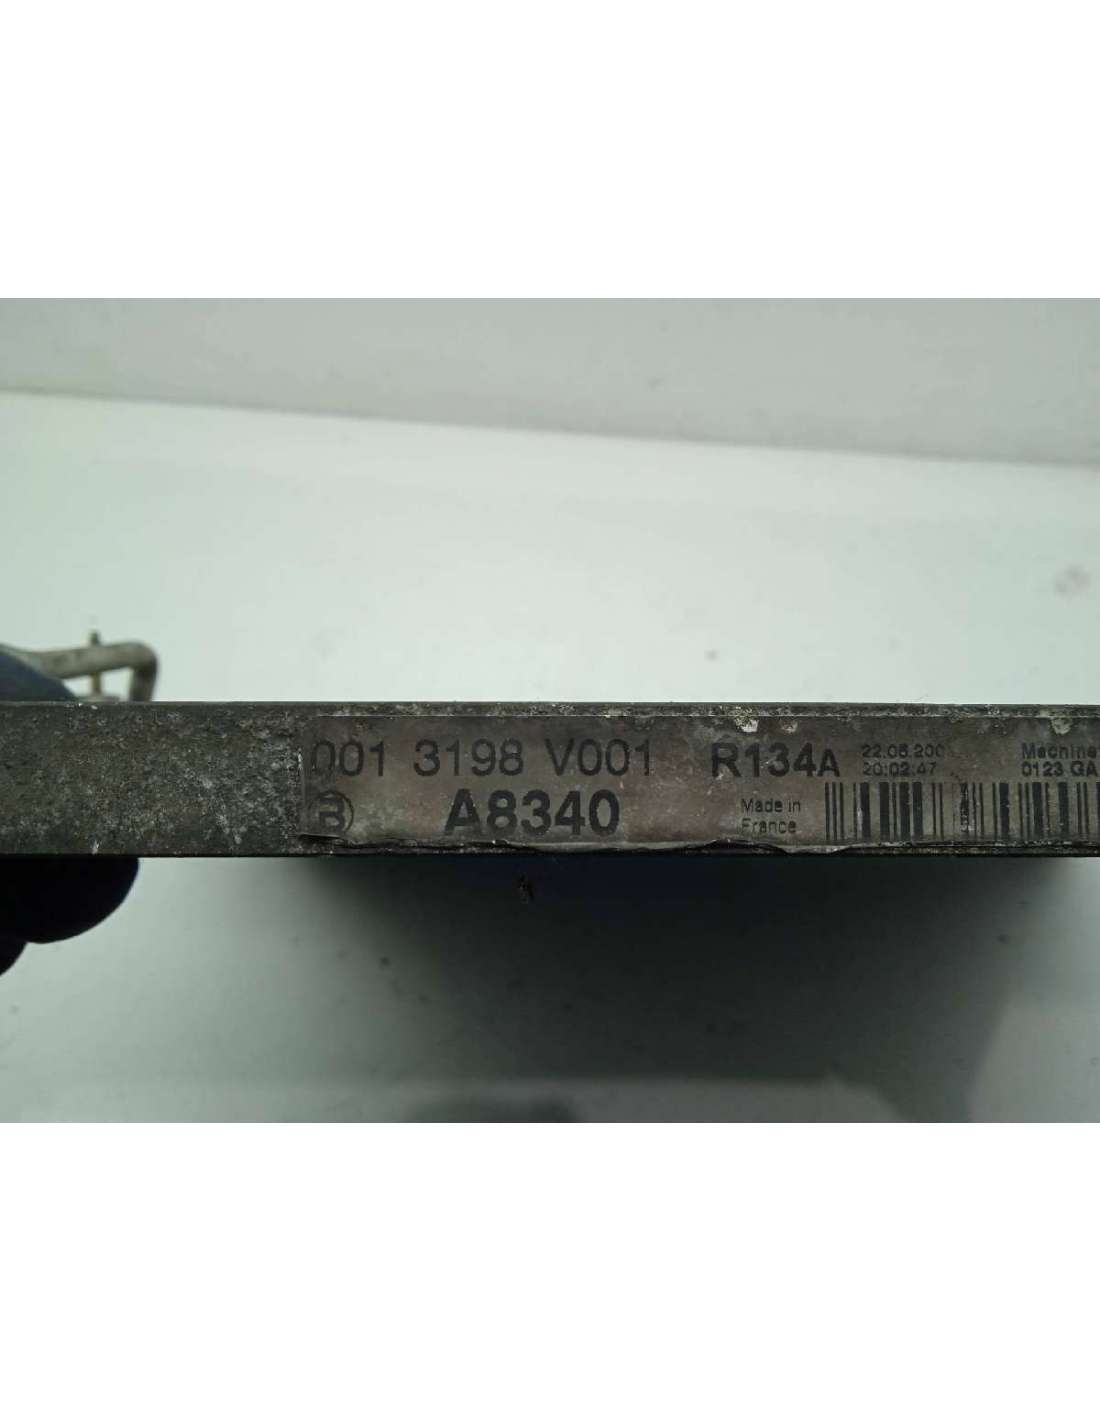 001 3198 V001 R134A
22.06.200
20:02:47
Machine
0123 GA
B A8340
Made in
France